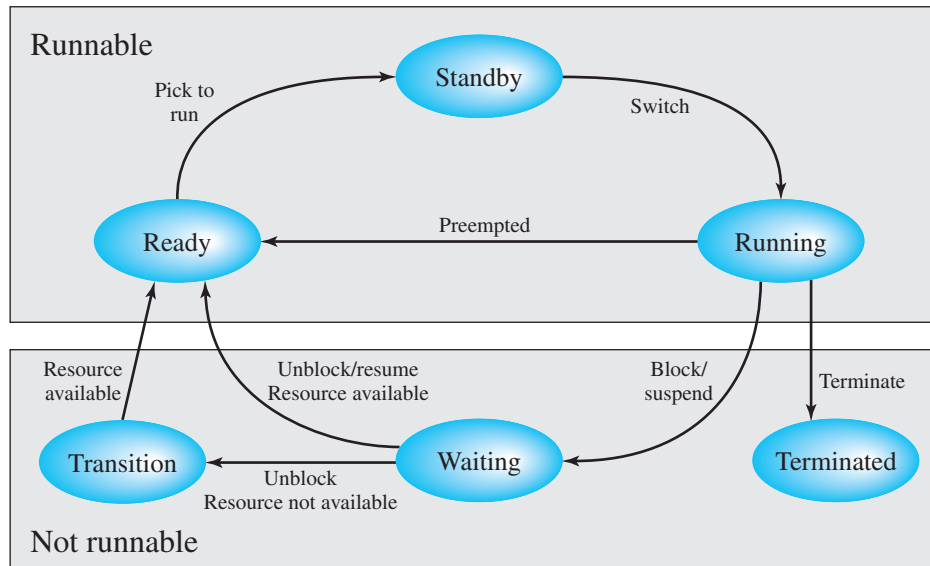 Runnable
Standby
Pick to
run
Switch
Ready
Preempted
Running
Resource
available
Unblock/resume
Resource available
Block/
suspend
Terminate
Transition
Waiting
Terminated
Unblock
Resource not available
Not runnable